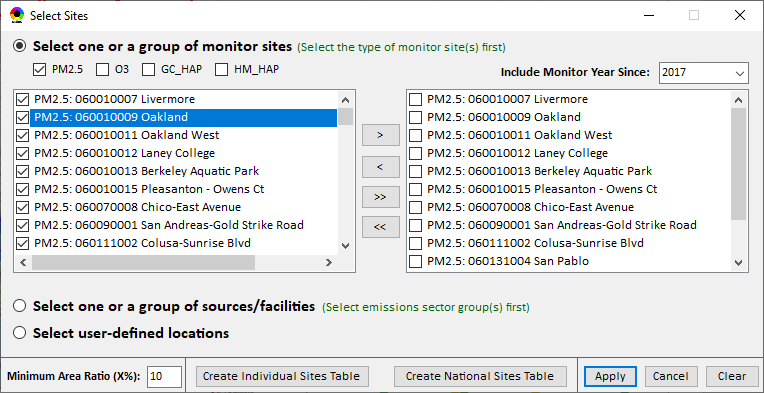 Select Sites
Select one or a group of monitor sites (Select the type of monitor site(s) first)
PM2.5 O3 GC_HAP HM_HAP Include Monitor Year Since: 2017
PM2.5: 060010007 Livermore
PM2.5: 060010009 Oakland
PM2.5: 060010011 Oakland West
PM2.5: 060010012 Laney College
PM2.5: 060010013 Berkeley Aquatic Park
PM2.5: 060010015 Pleasanton - Owens Ct
PM2.5: 060070008 Chico-East Avenue
PM2.5: 060090001 San Andreas-Gold Strike Road
PM2.5: 060111002 Colusa-Sunrise Blvd
>
<
>>
<<
PM2.5: 060010007 Livermore
PM2.5: 060010009 Oakland
PM2.5: 060010011 Oakland West
PM2.5: 060010012 Laney College
PM2.5: 060010013 Berkeley Aquatic Park
PM2.5: 060010015 Pleasanton - Owens Ct
PM2.5: 060070008 Chico-East Avenue
PM2.5: 060090001 San Andreas-Gold Strike Road
PM2.5: 060111002 Colusa-Sunrise Blvd
PM2.5: 060131004 San Pablo
Select one or a group of sources/facilities (Select emissions sector group(s) first)
Select user-defined locations
Minimum Area Ratio (X%): 10 Create Individual Sites Table Create National Sites Table Apply Cancel Clear